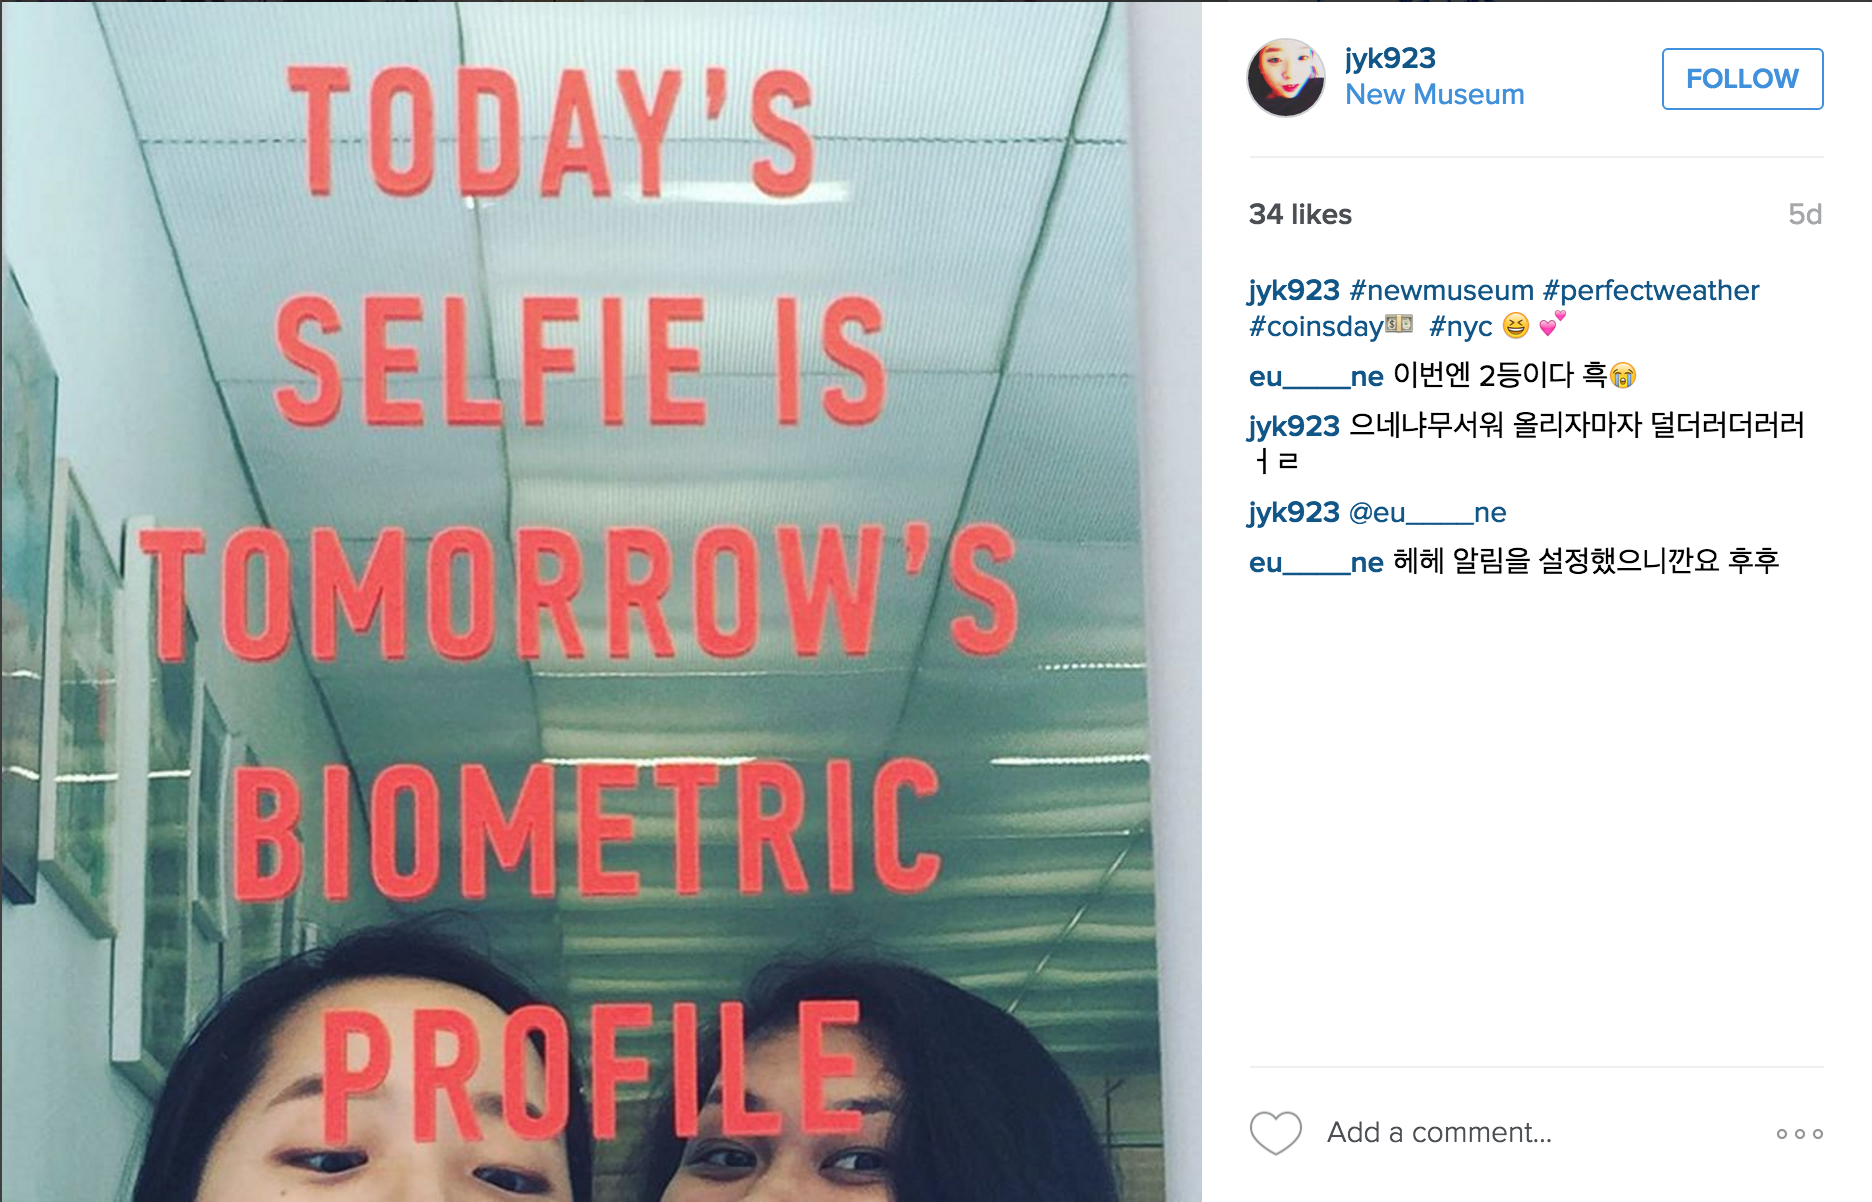 TODAY'S
SELFIE IS
TOMORROW'S
BIOMETRIC
PROFILE
jyk923
New Museum
FOLLOW
34 likes
5d
jyk923 #newmuseum #perfectweather
#coinsday💵 #nyc 😆 💕
eu____ne 이번엔 2등이다 흑😭
jyk923 으네냐무서워 올리자마자 덜더러더러러
ㅓㄹ
jyk923 @eu____ne
eu____ne 헤헤 알림을 설정했으니깐요 후후
Add a comment...